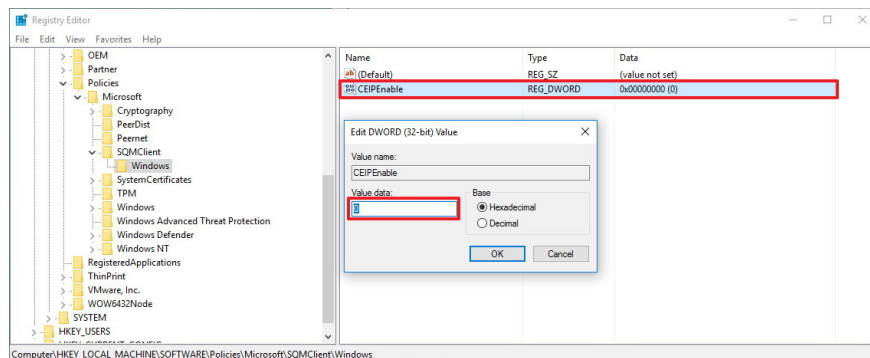 Registry Editor
File Edit View Favorites Help
OEM
Partner
Policies
Microsoft
Cryptography
PeerDist
Peernet
SQMClient
Windows
SystemCertificates
TPM
Windows
Windows Advanced Threat Protection
Windows Defender
Windows NT
RegisteredApplications
ThinPrint
VMware, Inc.
WOW6432Node
SYSTEM
HKEY_USERS
HKEY_CURRENT_CONFIG
Name Type Data
ab (Default) REG_SZ (value not set)
CEIPEnable REG_DWORD 0x00000000 (0)
Edit DWORD (32-bit) Value
Value name:
CEIPEnable
Value data: Base
0 Hexadecimal
Decimal
OK Cancel
Computer\HKEY_LOCAL_MACHINE\SOFTWARE\Policies\Microsoft\SQMClient\Windows